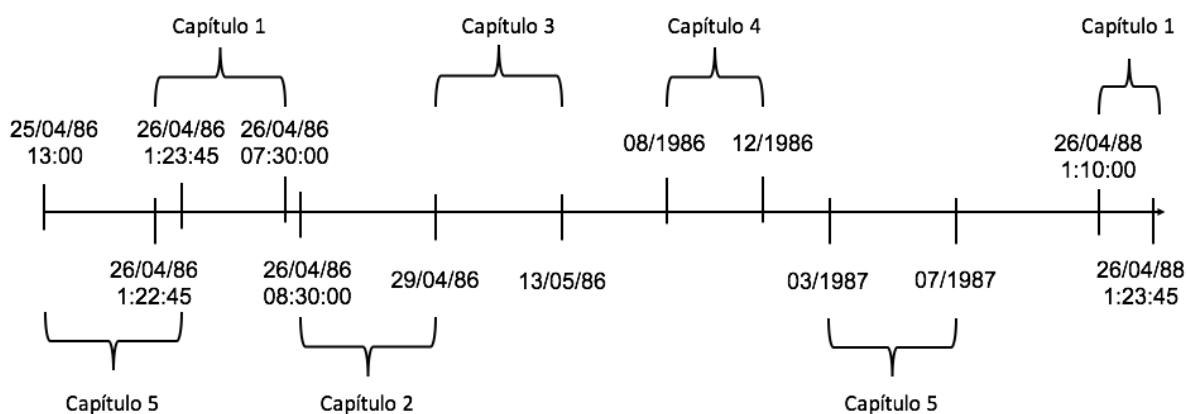 Capítulo 1
Capítulo 3
Capítulo 4
Capítulo 1
25/04/86
13:00
26/04/86
1:23:45
26/04/86
07:30:00
08/1986
12/1986
26/04/88
1:10:00
26/04/86
1:22:45
26/04/86
08:30:00
29/04/86
13/05/86
03/1987
07/1987
26/04/88
1:23:45
Capítulo 5
Capítulo 2
Capítulo 5